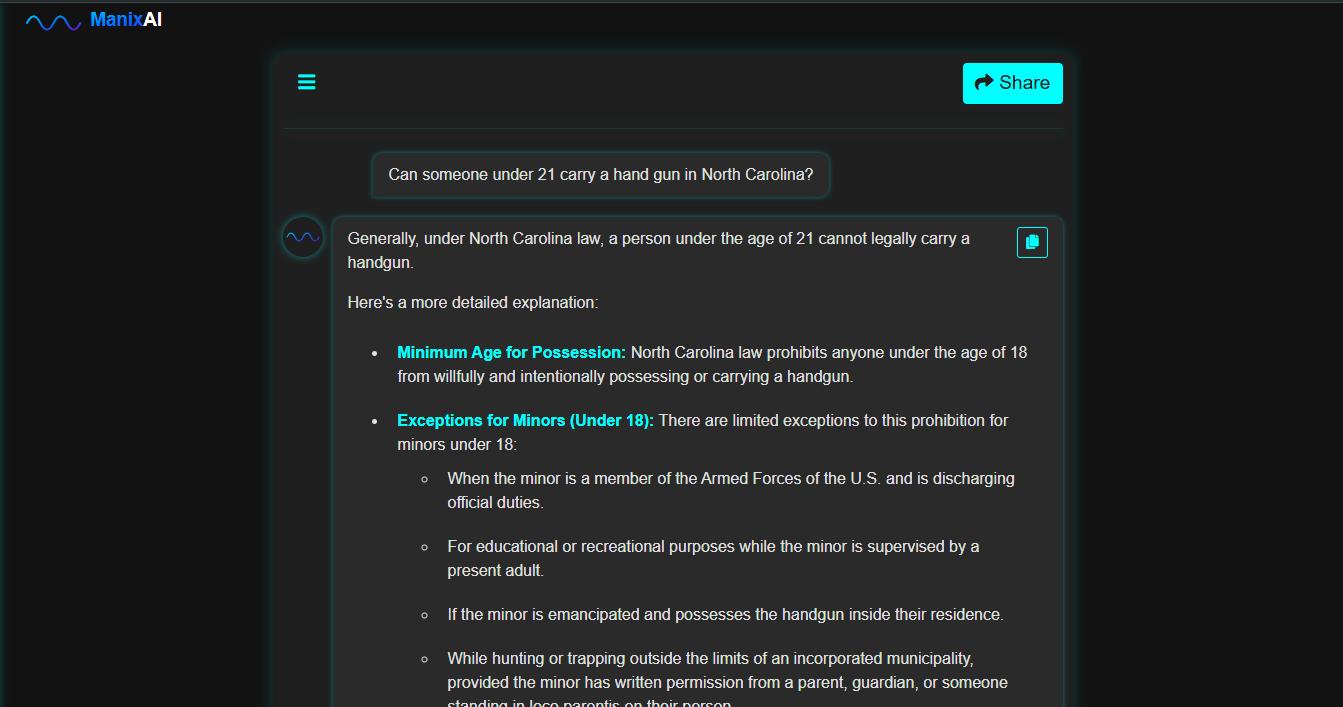 ManixAI
Share
Can someone under 21 carry a hand gun in North Carolina?
Generally, under North Carolina law, a person under the age of 21 cannot legally carry a
handgun.
Here's a more detailed explanation:
Minimum Age for Possession: North Carolina law prohibits anyone under the age of 18
from willfully and intentionally possessing or carrying a handgun.
Exceptions for Minors (Under 18): There are limited exceptions to this prohibition for
minors under 18:
When the minor is a member of the Armed Forces of the U.S. and is discharging
official duties.
For educational or recreational purposes while the minor is supervised by a
present adult.
If the minor is emancipated and possesses the handgun inside their residence.
While hunting or trapping outside the limits of an incorporated municipality,
provided the minor has written permission from a parent, guardian, or someone
standing in loco parentis on their person.